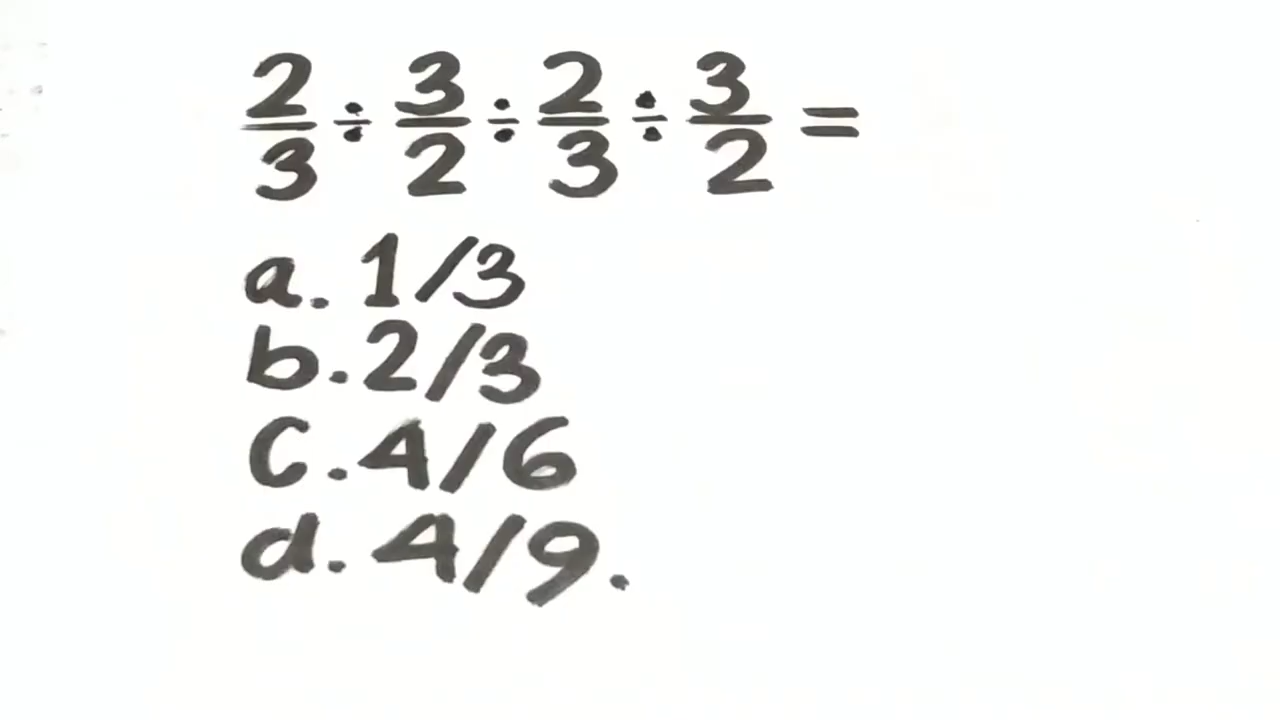 2/3 ÷ 3/2 ÷ 2/3 ÷ 3/2 =
a. 1/3
b. 2/3
c. 4/6
d. 4/9.